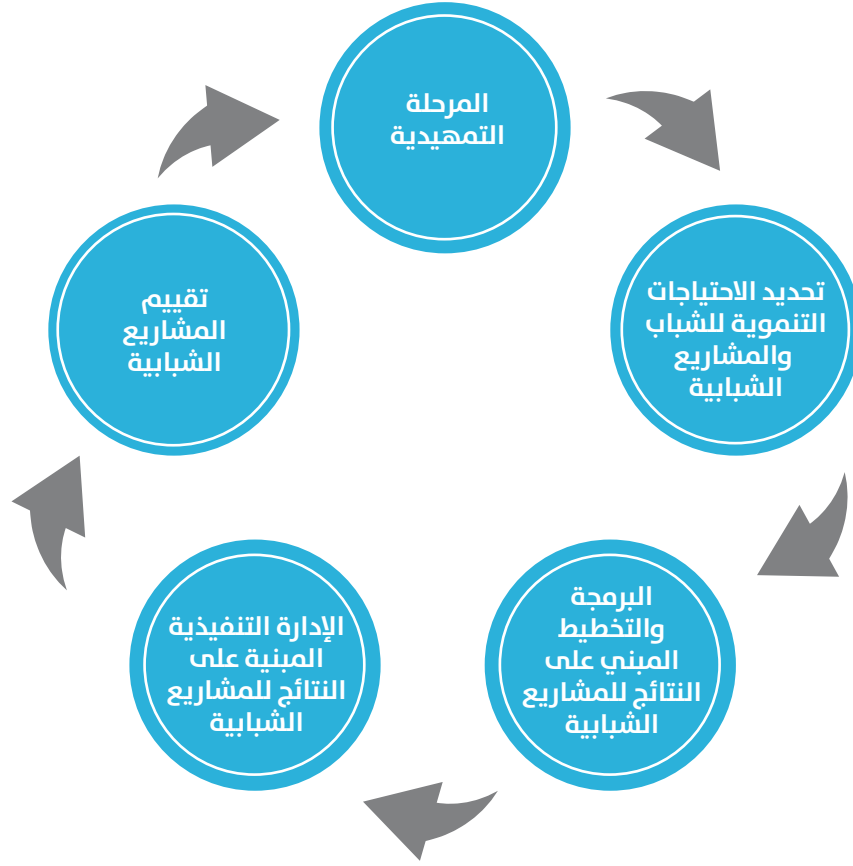 المرحلة
التمهيدية
تحديد الاحتياجات
التنموية للشباب
والمشاريع
الشبابية
البرمجة
والتخطيط
المبني على
النتائج للمشاريع
الشبابية
الإدارة التنفيذية
المبنية على
النتائج للمشاريع
الشبابية
تقييم
المشاريع
الشبابية